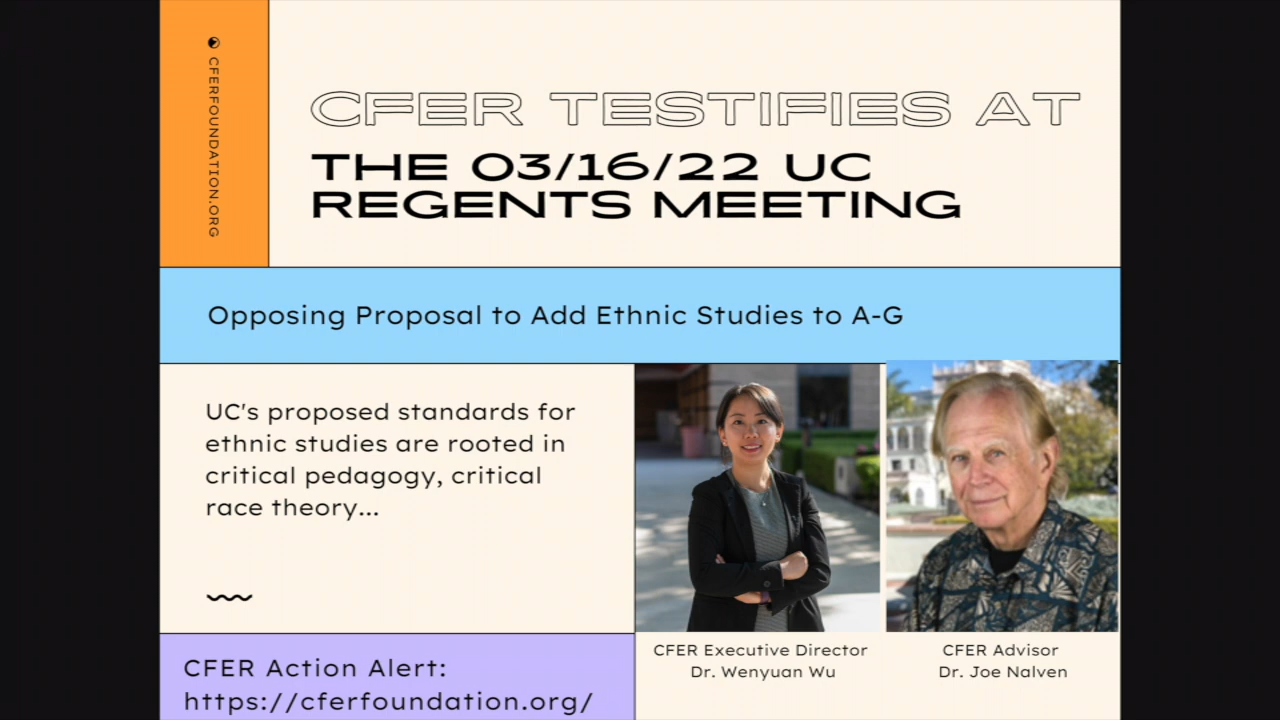 CFERFOUNDATION.ORG
CFER TESTIFIES AT
THE 03/16/22 UC
REGENTS MEETING
Opposing Proposal to Add Ethnic Studies to A-G
UC's proposed standards for
ethnic studies are rooted in
critical pedagogy, critical
race theory...
CFER Executive Director
Dr. Wenyuan Wu
CFER Advisor
Dr. Joe Nalven
CFER Action Alert:
https://cferfoundation.org/